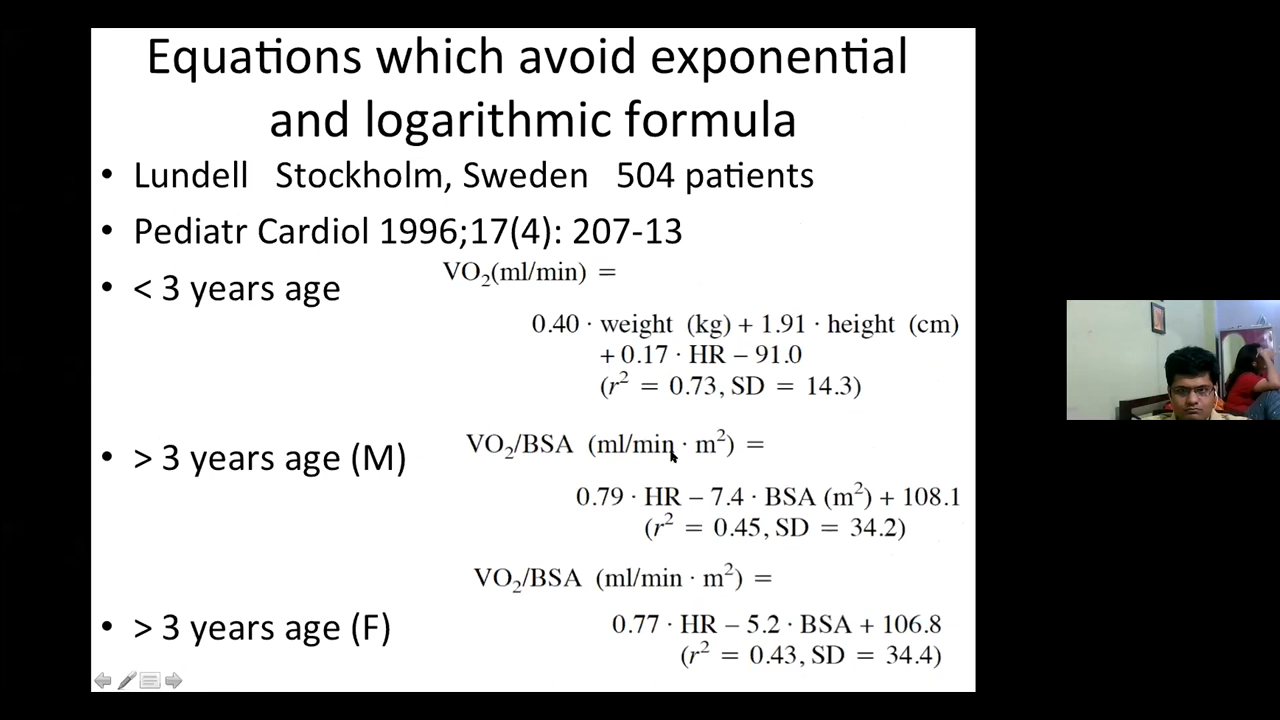 Equations which avoid exponential
and logarithmic formula
• Lundell Stockholm, Sweden 504 patients
• Pediatr Cardiol 1996;17(4): 207-13
• < 3 years age
VO₂(ml/min) =
0.40 · weight (kg) + 1.91 · height (cm)
+ 0.17 · HR − 91.0
(r² = 0.73, SD = 14.3)
• > 3 years age (M)
VO₂/BSA (ml/min · m²) =
0.79 · HR − 7.4 · BSA (m²) + 108.1
(r² = 0.45, SD = 34.2)
VO₂/BSA (ml/min · m²) =
• > 3 years age (F)
0.77 · HR − 5.2 · BSA + 106.8
(r² = 0.43, SD = 34.4)